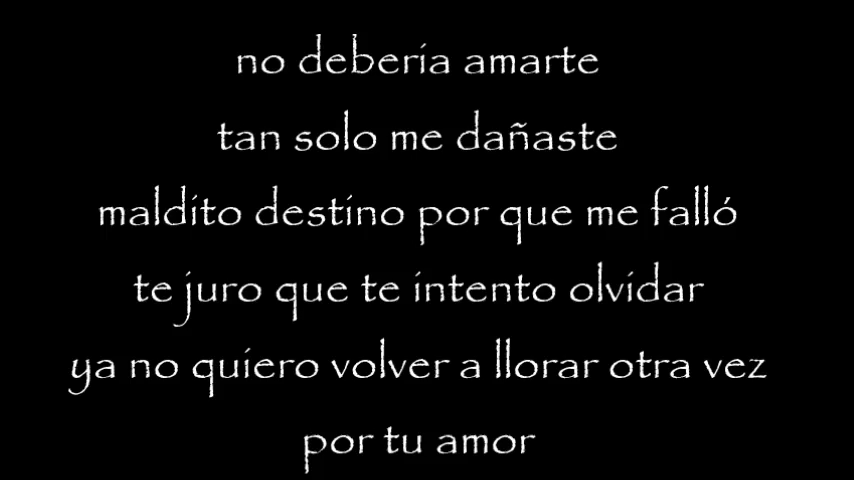 no deberia amarte
tan solo me dañaste
maldito destino por que me falló
te juro que te intento olvidar
ya no quiero volver a llorar otra vez
por tu amor